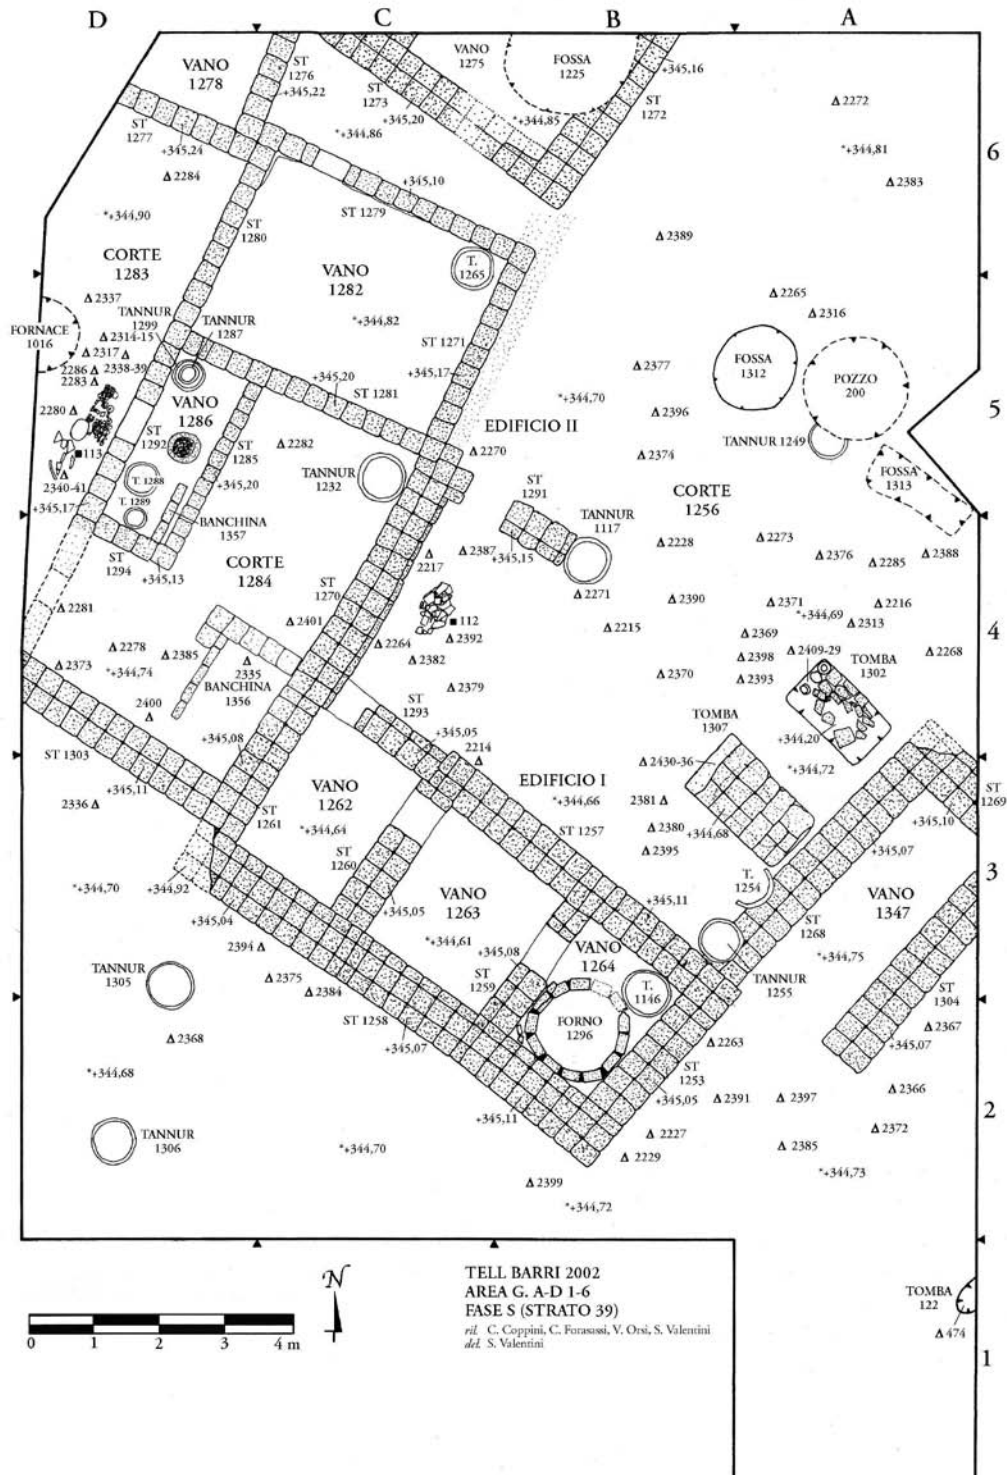 D
C
B
A
VANO
1278
ST
1276
+345,22
ST
1273
+345,20
VANO
1275
FOSSA
1225
+345,16
ST
1272
2272
ST
1277
+345,24
*+344,86
*+344,85
*+344,81
6
2284
+345,10
2383
*+344,90
ST
1280
ST 1279
2389
CORTE
1283
VANO
1282
T.
1265
2265
2337
2316
TANNUR
1299
TANNUR
1287
*+344,82
FORNACE
1016
2314-15
2317
2338-39
2286
2283
ST 1271
+345,17
2377
FOSSA
1312
POZZO
200
+345,20
ST 1281
*+344,70
5
2280
VANO
1286
ST
1292
2396
EDIFICIO II
113
ST
1285
2282
2270
2374
TANNUR 1249
2340-41
T. 1288
+345,20
TANNUR
1232
CORTE
1256
FOSSA
1313
+345,17
T.
1289
ST
1291
TANNUR
1117
BANCHINA
1357
ST
1294
+345,13
CORTE
1284
2217
2387
+345,15
2228
2273
2376
2285
2388
ST
1270
2271
2390
2371
2216
*+344,69
2281
2401
112
2215
2313
4
2278
2264
2392
2369
2385
2382
2398
2409-29
2268
2373
*+344,74
2335
2370
2393
TOMBA
1302
BANCHINA
1356
2379
2400
ST
1293
+345,05
TOMBA
1307
+344,20
ST 1303
+345,08
2214
2430-36
*+344,72
+345,11
VANO
1262
EDIFICIO I
ST
1269
2336
ST
1261
*+344,66
2381
+345,10
*+344,64
2380
+344,68
ST
1260
ST 1257
2395
+345,07
*+344,70
+344,92
T.
1254
3
VANO
1263
+345,05
+345,11
VANO
1347
+345,04
*+344,61
ST
1268
2394
+345,08
VANO
1264
*+344,75
TANNUR
1305
2375
ST
1259
TANNUR
1255
2384
T.
1146
ST
1304
ST 1258
FORNO
1296
2368
2367
+345,07
2263
+345,07
*+344,68
ST
1253
2366
+345,05
2391
2397
2
+345,11
TANNUR
1306
2227
2372
*+344,70
2229
2385
2399
*+344,73
*+344,72
N
0
1
2
3
4 m
TELL BARRI 2002
AREA G. A-D 1-6
FASE S (STRATO 39)
ril. C. Coppini, C. Forasassi, V. Orsi, S. Valentini
del. S. Valentini
TOMBA
122
474
1